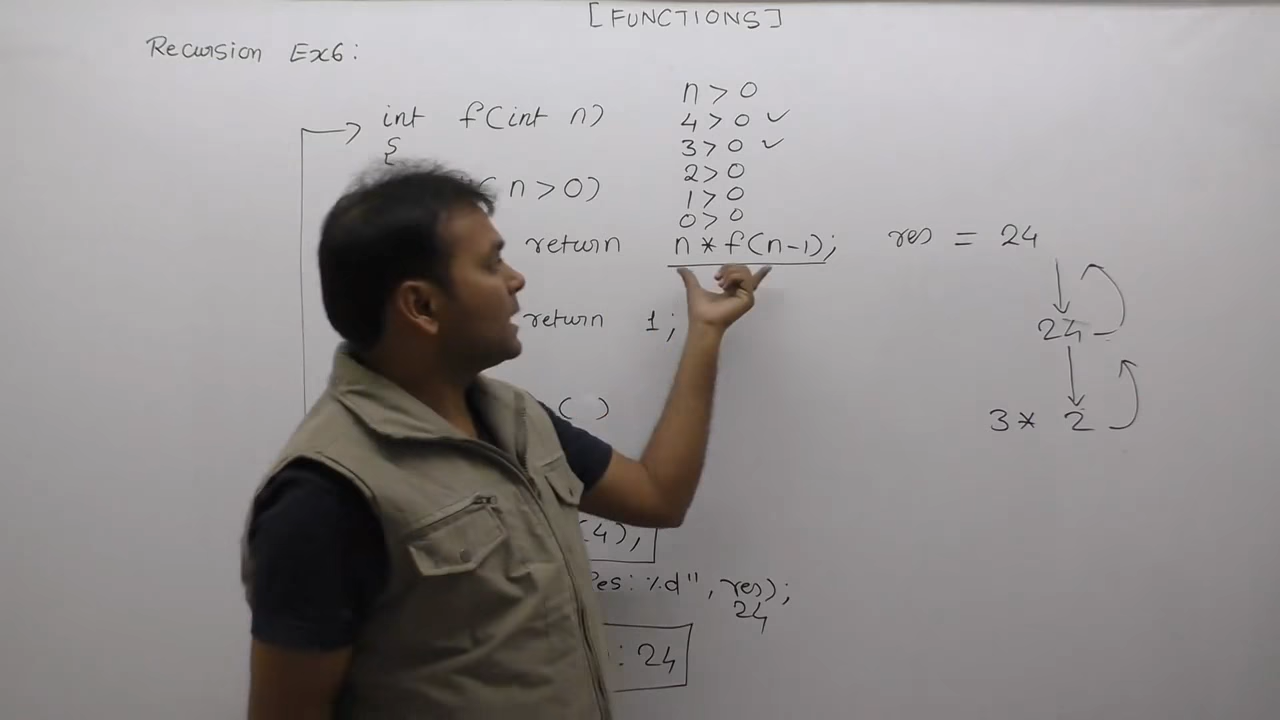 [FUNCTIONS]
Recursion Ex6:
int f(int n)
{
( n > 0)
return n * f(n-1);
return 1;
( )
(4),
Res: %d", res);
24
: 24
n > 0
4 > 0 ✓
3 > 0 ✓
2 > 0
1 > 0
0 > 0
res = 24
24
3 * 2